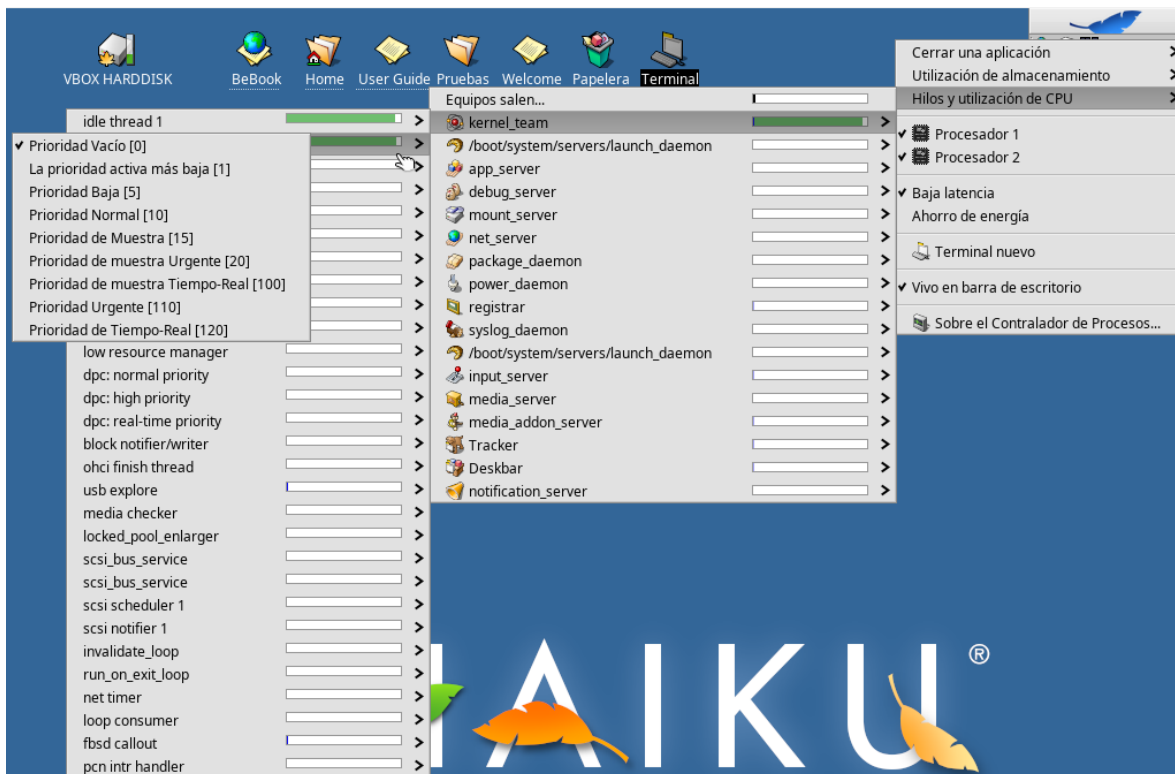 VBOX HARDDISK
BeBook
Home
User Guide
Pruebas
Welcome
Papelera
Terminal
Cerrar una aplicación
Utilización de almacenamiento
Hilos y utilización de CPU
Procesador 1
Procesador 2
Baja latencia
Ahorro de energía
Terminal nuevo
Vivo en barra de escritorio
Sobre el Contralador de Procesos...
Equipos salen...
kernel_team
/boot/system/servers/launch_daemon
app_server
debug_server
mount_server
net_server
package_daemon
power_daemon
registrar
syslog_daemon
/boot/system/servers/launch_daemon
input_server
media_server
media_addon_server
Tracker
Deskbar
notification_server
idle thread 1
Prioridad Vacío [0]
La prioridad activa más baja [1]
Prioridad Baja [5]
Prioridad Normal [10]
Prioridad de Muestra [15]
Prioridad de muestra Urgente [20]
Prioridad de muestra Tiempo-Real [100]
Prioridad Urgente [110]
Prioridad de Tiempo-Real [120]
low resource manager
dpc: normal priority
dpc: high priority
dpc: real-time priority
block notifier/writer
ohci finish thread
usb explore
media checker
locked_pool_enlarger
scsi_bus_service
scsi_bus_service
scsi scheduler 1
scsi notifier 1
invalidate_loop
run_on_exit_loop
net timer
loop consumer
fbsd callout
pcn intr handler
HAIKU®